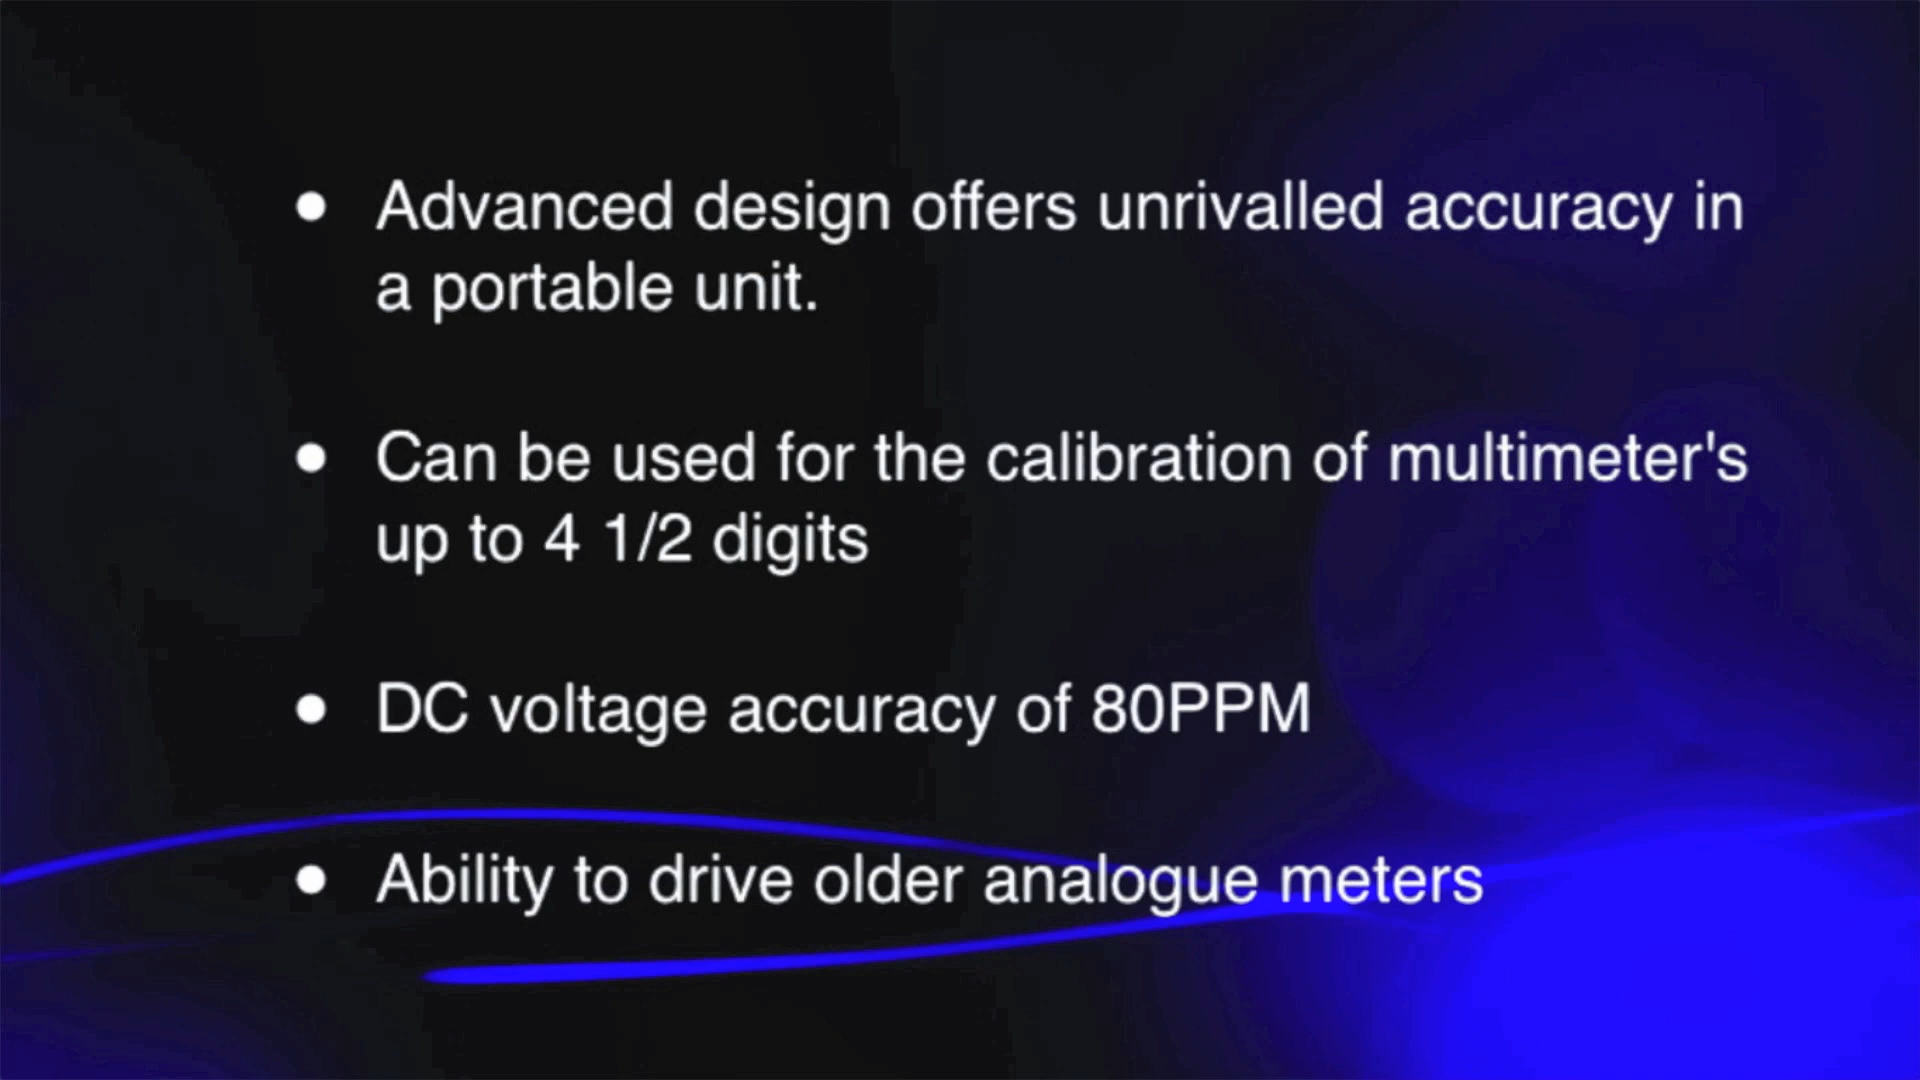 • Advanced design offers unrivalled accuracy in
a portable unit.
• Can be used for the calibration of multimeter's
up to 4 1/2 digits
• DC voltage accuracy of 80PPM
• Ability to drive older analogue meters